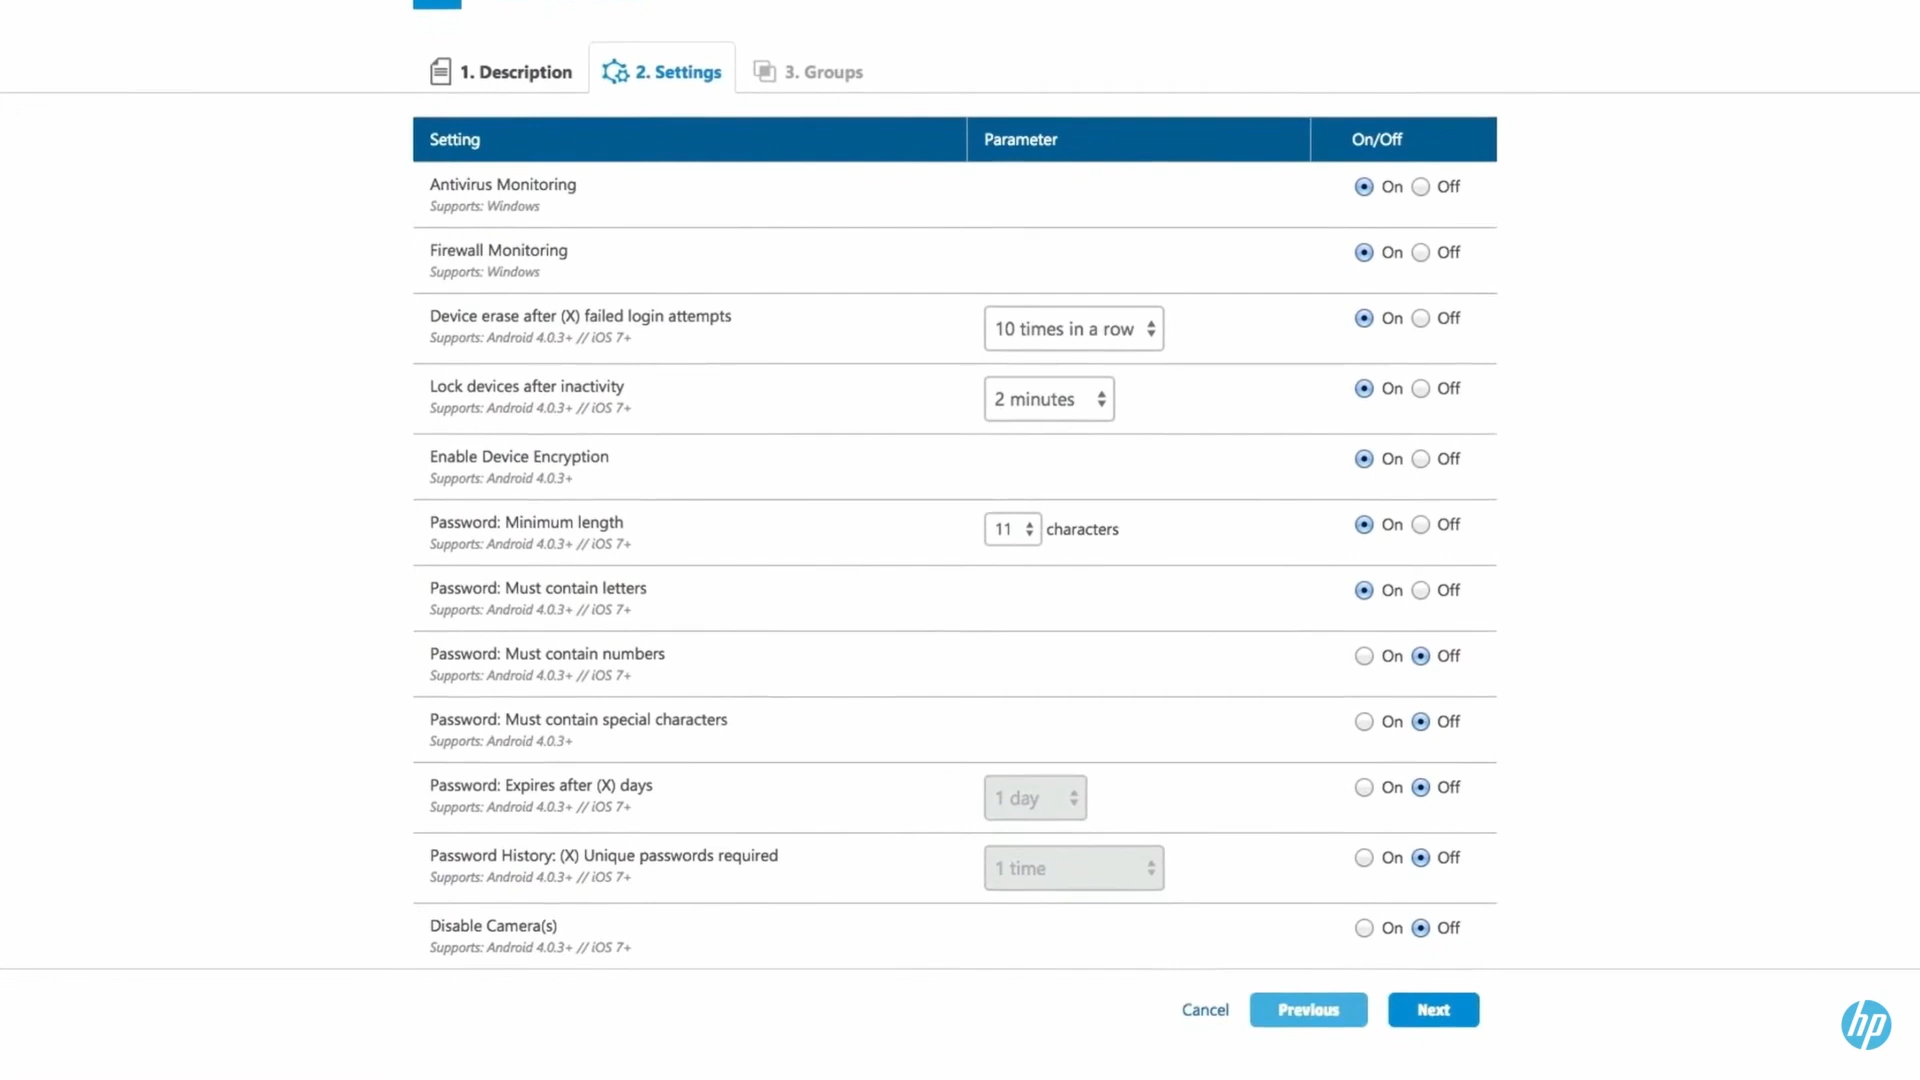 1. Description 2. Settings 3. Groups
Setting Parameter On/Off
Antivirus Monitoring On Off
Supports: Windows
Firewall Monitoring On Off
Supports: Windows
Device erase after (X) failed login attempts 10 times in a row On Off
Supports: Android 4.0.3+ // iOS 7+
Lock devices after inactivity 2 minutes On Off
Supports: Android 4.0.3+ // iOS 7+
Enable Device Encryption On Off
Supports: Android 4.0.3+
Password: Minimum length 11 characters On Off
Supports: Android 4.0.3+ // iOS 7+
Password: Must contain letters On Off
Supports: Android 4.0.3+ // iOS 7+
Password: Must contain numbers On Off
Supports: Android 4.0.3+ // iOS 7+
Password: Must contain special characters On Off
Supports: Android 4.0.3+
Password: Expires after (X) days 1 day On Off
Supports: Android 4.0.3+ // iOS 7+
Password History: (X) Unique passwords required 1 time On Off
Supports: Android 4.0.3+ // iOS 7+
Disable Camera(s) On Off
Supports: Android 4.0.3+ // iOS 7+
Cancel Previous Next
hp